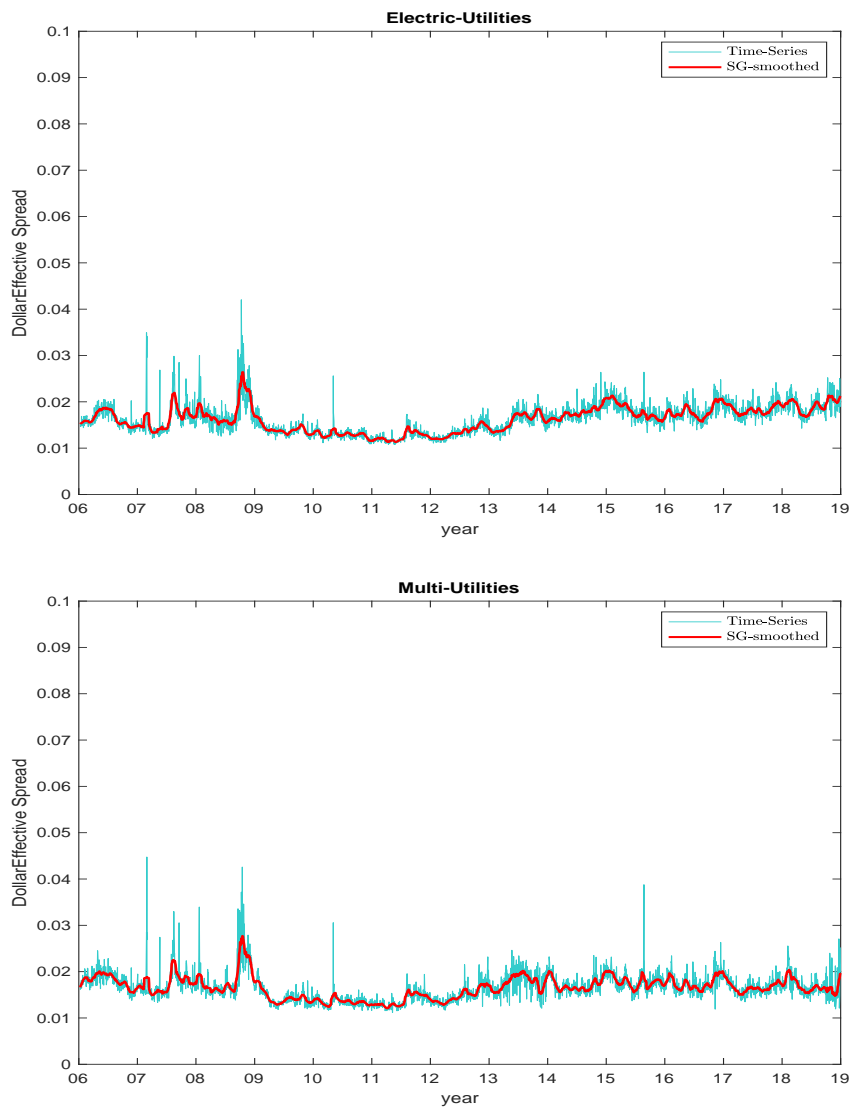 Electric-Utilities
0.1
0.09
0.08
0.07
0.06
0.05
0.04
0.03
0.02
0.01
0
DollarEffective Spread
Time-Series
SG-smoothed
06 07 08 09 10 11 12 13 14 15 16 17 18 19
year
Multi-Utilities
0.1
0.09
0.08
0.07
0.06
0.05
0.04
0.03
0.02
0.01
0
DollarEffective Spread
Time-Series
SG-smoothed
06 07 08 09 10 11 12 13 14 15 16 17 18 19
year